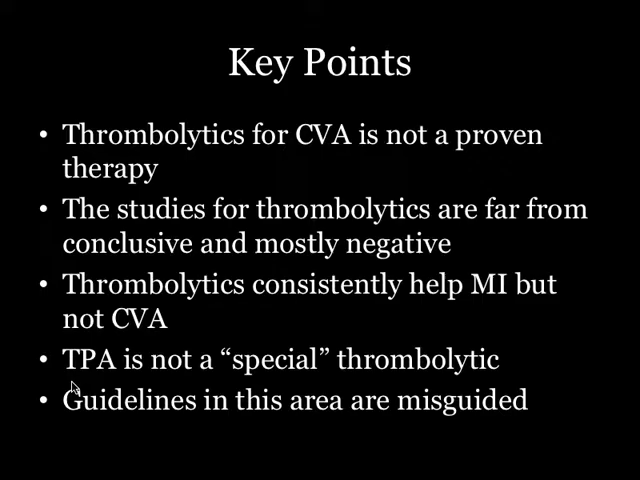 Key Points
• Thrombolytics for CVA is not a proven
therapy
• The studies for thrombolytics are far from
conclusive and mostly negative
• Thrombolytics consistently help MI but
not CVA
• TPA is not a “special” thrombolytic
• Guidelines in this area are misguided